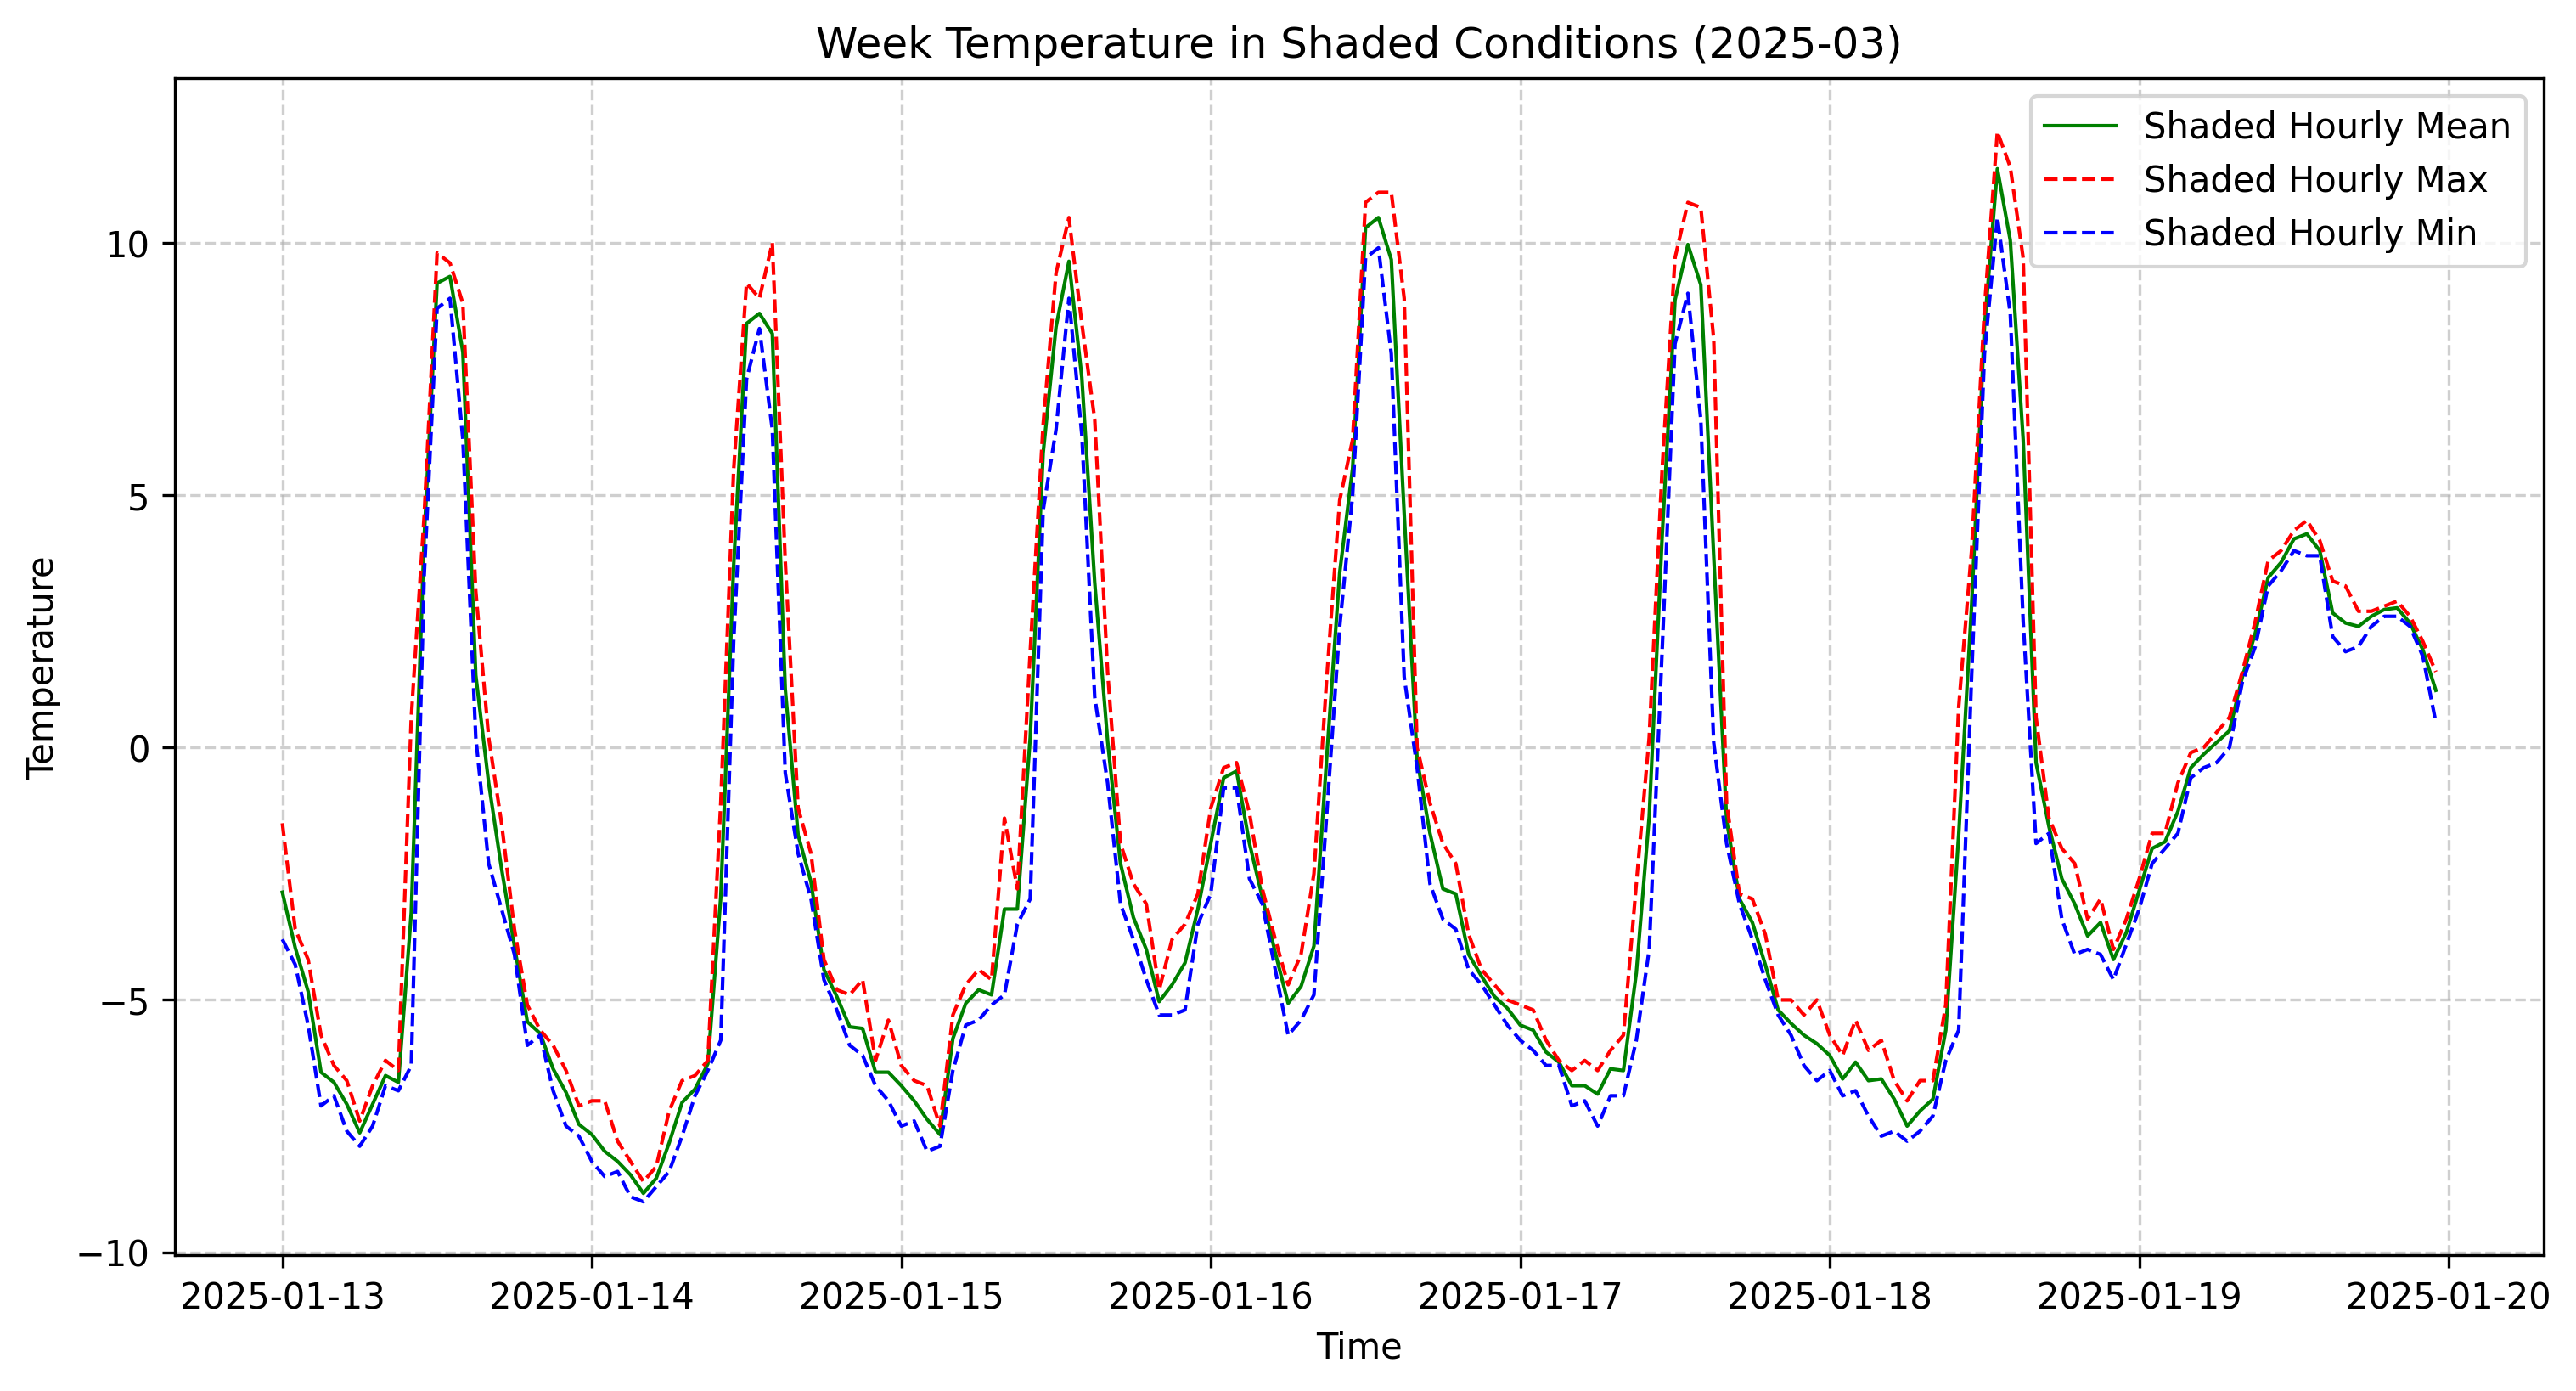 Week Temperature in Shaded Conditions (2025-03)
Shaded Hourly Mean
Shaded Hourly Max
Shaded Hourly Min
Temperature
10
5
0
−5
−10
2025-01-13
2025-01-14
2025-01-15
2025-01-16
2025-01-17
2025-01-18
2025-01-19
2025-01-20
Time